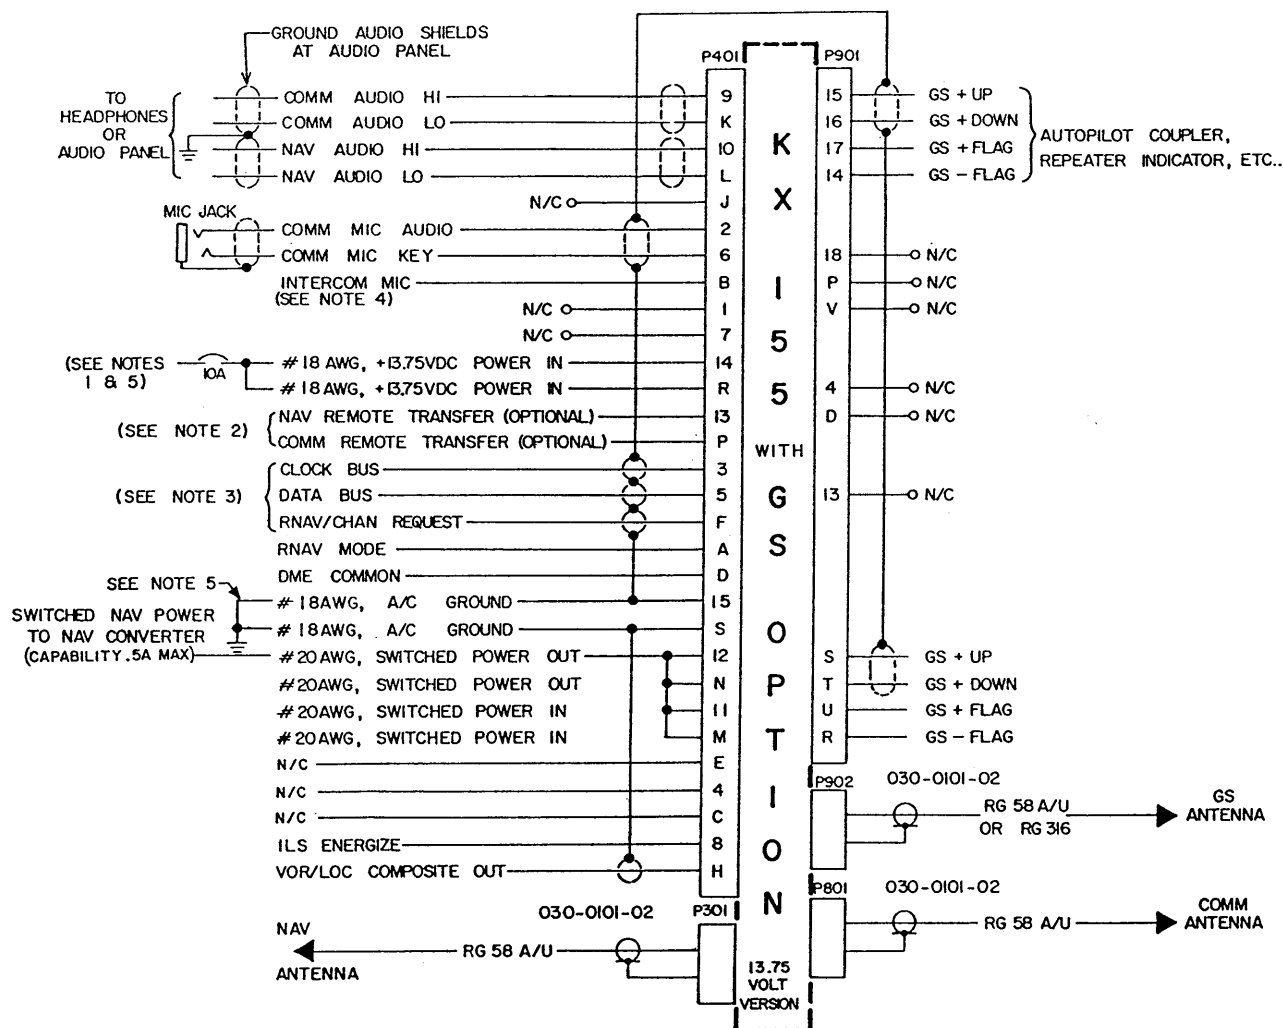 GROUND AUDIO SHIELDS
AT AUDIO PANEL
TO
HEADPHONES
OR
AUDIO PANEL
COMM AUDIO HI
COMM AUDIO LO
NAV AUDIO HI
NAV AUDIO LO
N/C
MIC JACK
COMM MIC AUDIO
COMM MIC KEY
INTERCOM MIC
(SEE NOTE 4)
N/C
N/C
(SEE NOTES
1 & 5)
10A
#18 AWG, +13.75VDC POWER IN
#18 AWG, +13.75VDC POWER IN
(SEE NOTE 2)
NAV REMOTE TRANSFER (OPTIONAL)
COMM REMOTE TRANSFER (OPTIONAL)
(SEE NOTE 3)
CLOCK BUS
DATA BUS
RNAV/CHAN REQUEST
RNAV MODE
DME COMMON
SEE NOTE 5
#18AWG, A/C GROUND
#18AWG, A/C GROUND
SWITCHED NAV POWER
TO NAV CONVERTER
(CAPABILITY .5A MAX)
#20AWG, SWITCHED POWER OUT
#20AWG, SWITCHED POWER OUT
#20AWG, SWITCHED POWER IN
#20AWG, SWITCHED POWER IN
N/C
N/C
N/C
ILS ENERGIZE
VOR/LOC COMPOSITE OUT
P401
9
K
10
L
J
2
6
B
1
7
14
R
13
P
3
5
F
A
D
15
S
12
N
11
M
E
4
C
8
H
030-0101-02
P301
NAV
ANTENNA
RG 58 A/U
KX 155
WITH
GS OPTION
13.75
VOLT
VERSION
P901
15 GS + UP
16 GS + DOWN
17 GS + FLAG
14 GS - FLAG
AUTOPILOT COUPLER,
REPEATER INDICATOR, ETC..
18 N/C
P N/C
V N/C
4 N/C
D N/C
13 N/C
S GS + UP
T GS + DOWN
U GS + FLAG
R GS - FLAG
P902
030-0101-02
RG 58 A/U
OR RG 316
GS
ANTENNA
P801
030-0101-02
RG 58 A/U
COMM
ANTENNA